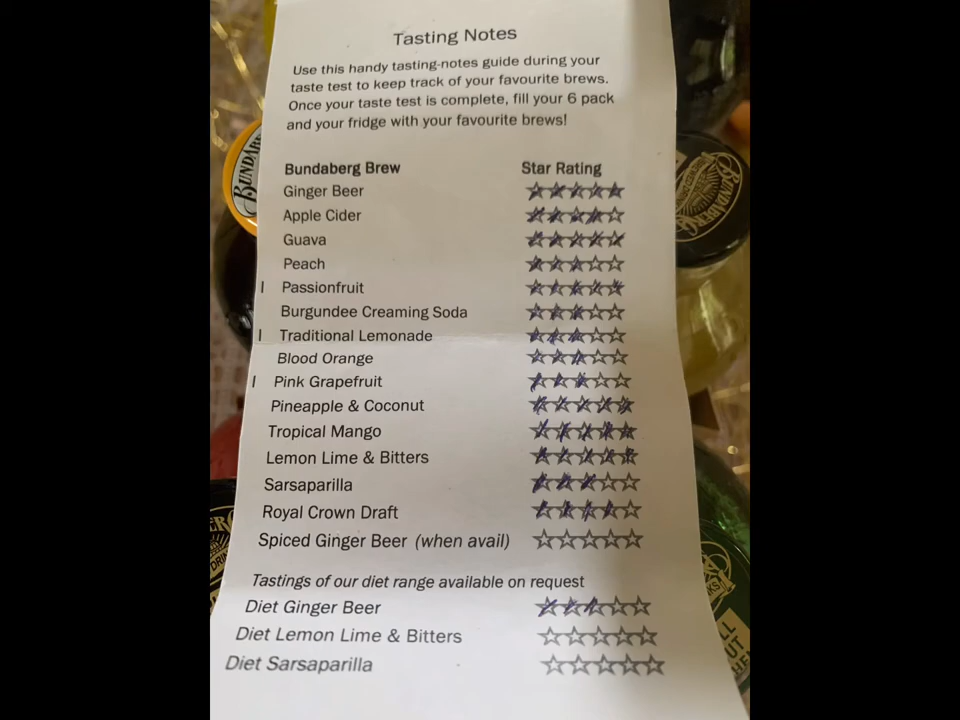 Tasting Notes
Use this handy tasting-notes guide during your
taste test to keep track of your favourite brews.
Once your taste test is complete, fill your 6 pack
and your fridge with your favourite brews!
Bundaberg Brew Star Rating
Ginger Beer
Apple Cider
Guava
Peach
| Passionfruit
Burgundee Creaming Soda
| Traditional Lemonade
Blood Orange
| Pink Grapefruit
Pineapple & Coconut
Tropical Mango
Lemon Lime & Bitters
Sarsaparilla
Royal Crown Draft
Spiced Ginger Beer (when avail) ☆☆☆☆☆
Tastings of our diet range available on request
Diet Ginger Beer
Diet Lemon Lime & Bitters ☆☆☆☆☆
Diet Sarsaparilla ☆☆☆☆☆
BUNDABERG